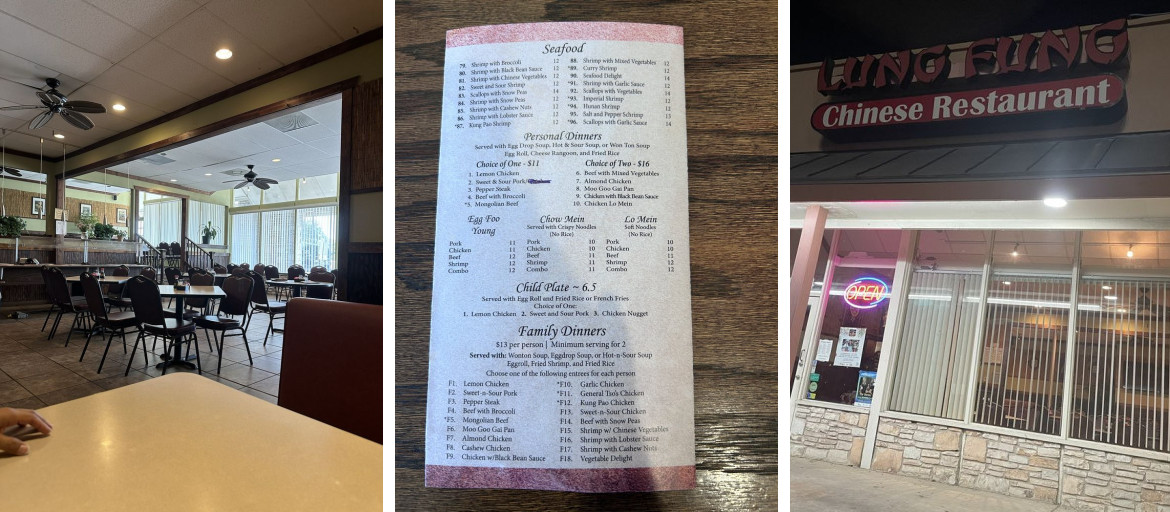 Seafood
79. Shrimp with Broccoli 12
80. Shrimp with Black Bean Sauce 12
81. Shrimp with Chinese Vegetables 12
82. Sweet and Sour Shrimp 12
83. Scallops with Snow Peas 14
84. Shrimp with Snow Peas 12
85. Shrimp with Cashew Nuts 12
86. Shrimp with Lobster Sauce 12
*87. Kung Pao Shrimp 12
88. Shrimp with Mixed Vegetables 12
*89. Curry Shrimp 12
90. Seafood Delight 14
*91. Shrimp with Garlic Sauce 12
92. Scallops with Vegetables 14
*93. Imperial Shrimp 12
*94. Hunan Shrimp 12
95. Salt and Pepper Schrimp 13
*96. Scallops with Garlic Sauce 14
Personal Dinners
Served with Egg Drop Soup, Hot & Sour Soup, or Won Ton Soup
Egg Roll, Cheese Rangoon, and Fried Rice
Choice of One - $11
1. Lemon Chicken
2. Sweet & Sour Pork/
3. Pepper Steak
4. Beef with Broccoli
*5. Mongolian Beef
Choice of Two - $16
6. Beef with Mixed Vegetables
7. Almond Chicken
8. Moo Goo Gai Pan
9. Chicken with Black Bean Sauce
10. Chicken Lo Mein
Egg Foo
Young
Pork 11
Chicken 11
Beef 12
Shrimp 12
Combo 12
Chow Mein
Served with Crispy Noodles
(No Rice)
Pork 10
Chicken 10
Beef 11
Shrimp 11
Combo 11
Lo Mein
Soft Noodles
(No Rice)
Pork 10
Chicken 10
Beef 11
Shrimp 12
Combo 12
Child Plate ~ 6.5
Served with Egg Roll and Fried Rice or French Fries
Choice of One:
1. Lemon Chicken 2. Sweet and Sour Pork 3. Chicken Nugget
Family Dinners
$13 per person | Minimum serving for 2
Served with: Wonton Soup, Eggdrop Soup, or Hot-n-Sour Soup
Eggroll, Fried Shrimp, and Fried Rice
Choose one of the following entrees for each person
F1. Lemon Chicken
F2. Sweet-n-Sour Pork
F3. Pepper Steak
F4. Beef with Broccoli
*F5. Mongolian Beef
F6. Moo Goo Gai Pan
F7. Almond Chicken
F8. Cashew Chicken
F9. Chicken w/Black Bean Sauce
*F10. Garlic Chicken
*F11. General Tso's Chicken
*F12. Kung Pao Chicken
F13. Sweet-n-Sour Chicken
F14. Beef with Snow Peas
F15. Shrimp w/ Chinese Vegetables
F16. Shrimp with Lobster Sauce
F17. Shrimp with Cashew Nuts
F18. Vegetable Delight
LUNG FUNG
Chinese Restaurant
OPEN